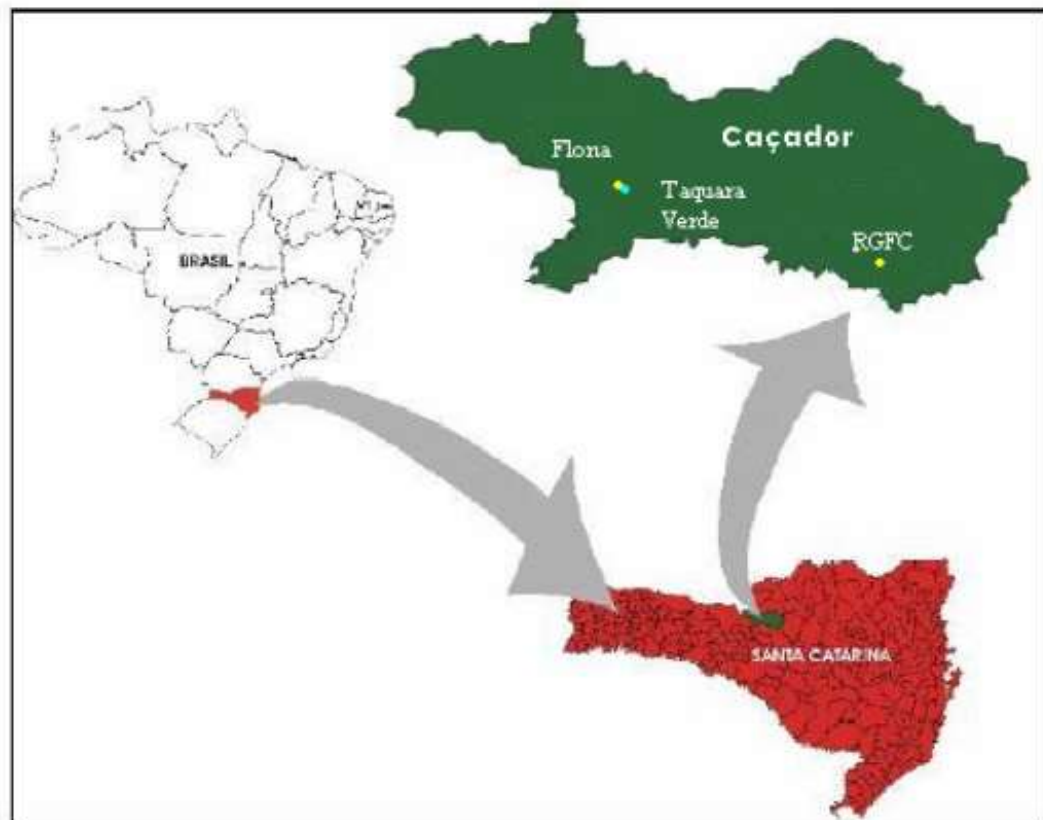 Caçador
Flona
Taquara
Verde
RGFC
BRASIL
SANTA CATARINA